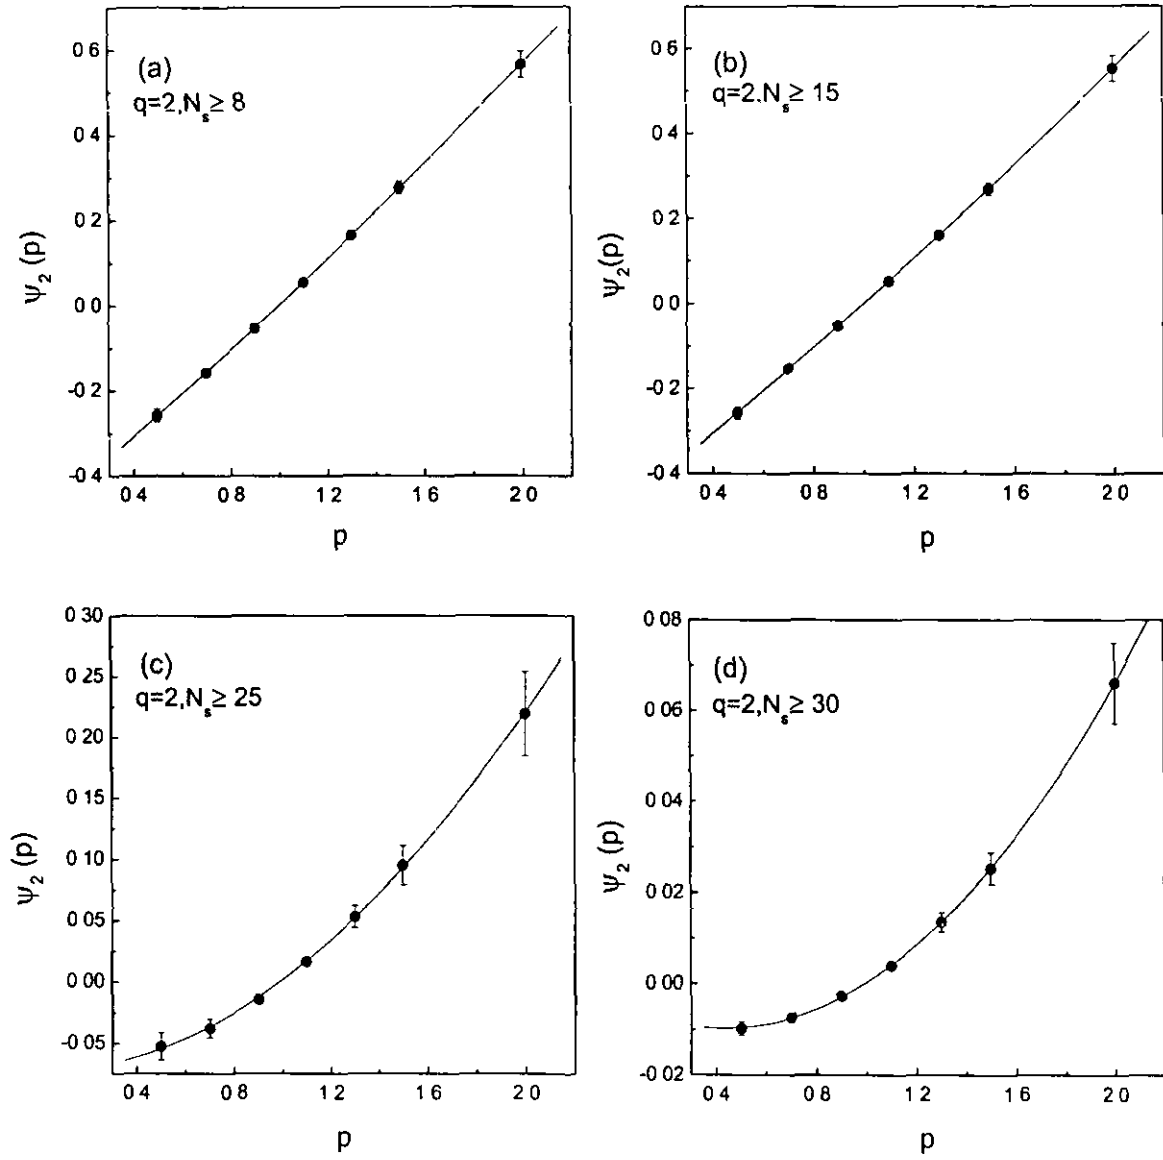 (a)
q=2,N_s≥ 8
0 6
0 4
0 2
0 0
-0 2
-0 4
0 4
0 8
1 2
1 6
2 0
ψ_2 (p)
p
(b)
q=2,N_s≥ 15
0 6
0 4
0 2
0 0
-0 2
-0 4
0 4
0 8
1 2
1 6
2 0
ψ_2(p)
p
(c)
q=2,N_s≥ 25
0 30
0 25
0 20
0 15
0 10
0 05
0 00
-0 05
0 4
0 8
1 2
1 6
2 0
ψ_2 (p)
p
(d)
q=2,N_s≥ 30
0 08
0 06
0 04
0 02
0 00
-0 02
0 4
0 8
1 2
1 6
2 0
ψ_2 (p)
p